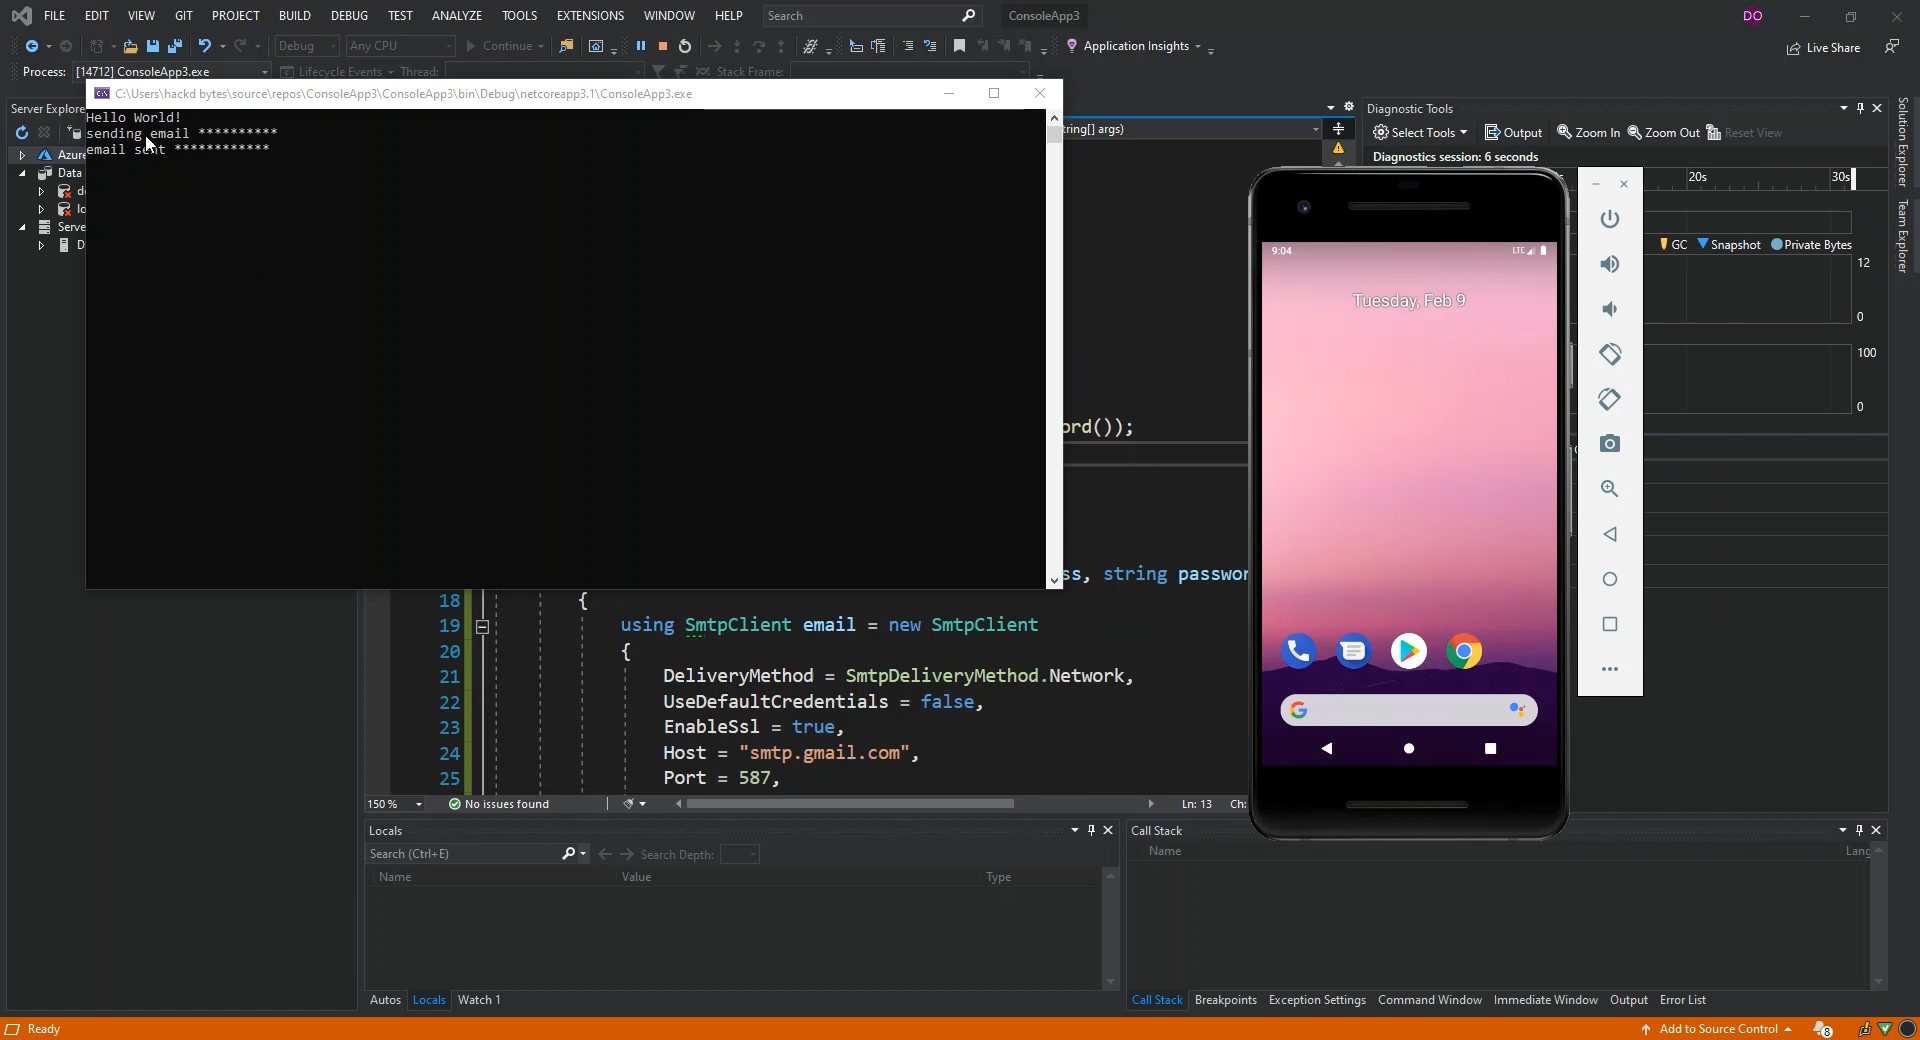 FILE EDIT VIEW GIT PROJECT BUILD DEBUG TEST ANALYZE TOOLS EXTENSIONS WINDOW HELP Search ConsoleApp3 DO
Debug Any CPU Continue Application Insights Live Share
Process: [14712] ConsoleApp3.exe Lifecycle Events Thread: Stack Frame:
C:\Users\hackd bytes\source\repos\ConsoleApp3\ConsoleApp3\bin\Debug\netcoreapp3.1\ConsoleApp3.exe
Hello World!
sending email **********
email sent ************
Server Explore
Azure
Data
de
lo
Serve
D
tring[] args)
ord());
ss, string passwor
18 {
19 using SmtpClient email = new SmtpClient
20 {
21 DeliveryMethod = SmtpDeliveryMethod.Network,
22 UseDefaultCredentials = false,
23 EnableSsl = true,
24 Host = "smtp.gmail.com",
25 Port = 587,
150 % No issues found Ln: 13 Ch:
Diagnostic Tools
Select Tools Output Zoom In Zoom Out Reset View
Diagnostics session: 6 seconds
20s 30s
GC Snapshot Private Bytes
12
0
100
0
Solution Explorer
Team Explorer
9:04 LTE
Tuesday, Feb 9
Locals
Search (Ctrl+E) Search Depth:
Name Value Type
Autos Locals Watch 1
Call Stack
Name Lang
Call Stack Breakpoints Exception Settings Command Window Immediate Window Output Error List
Ready Add to Source Control 8